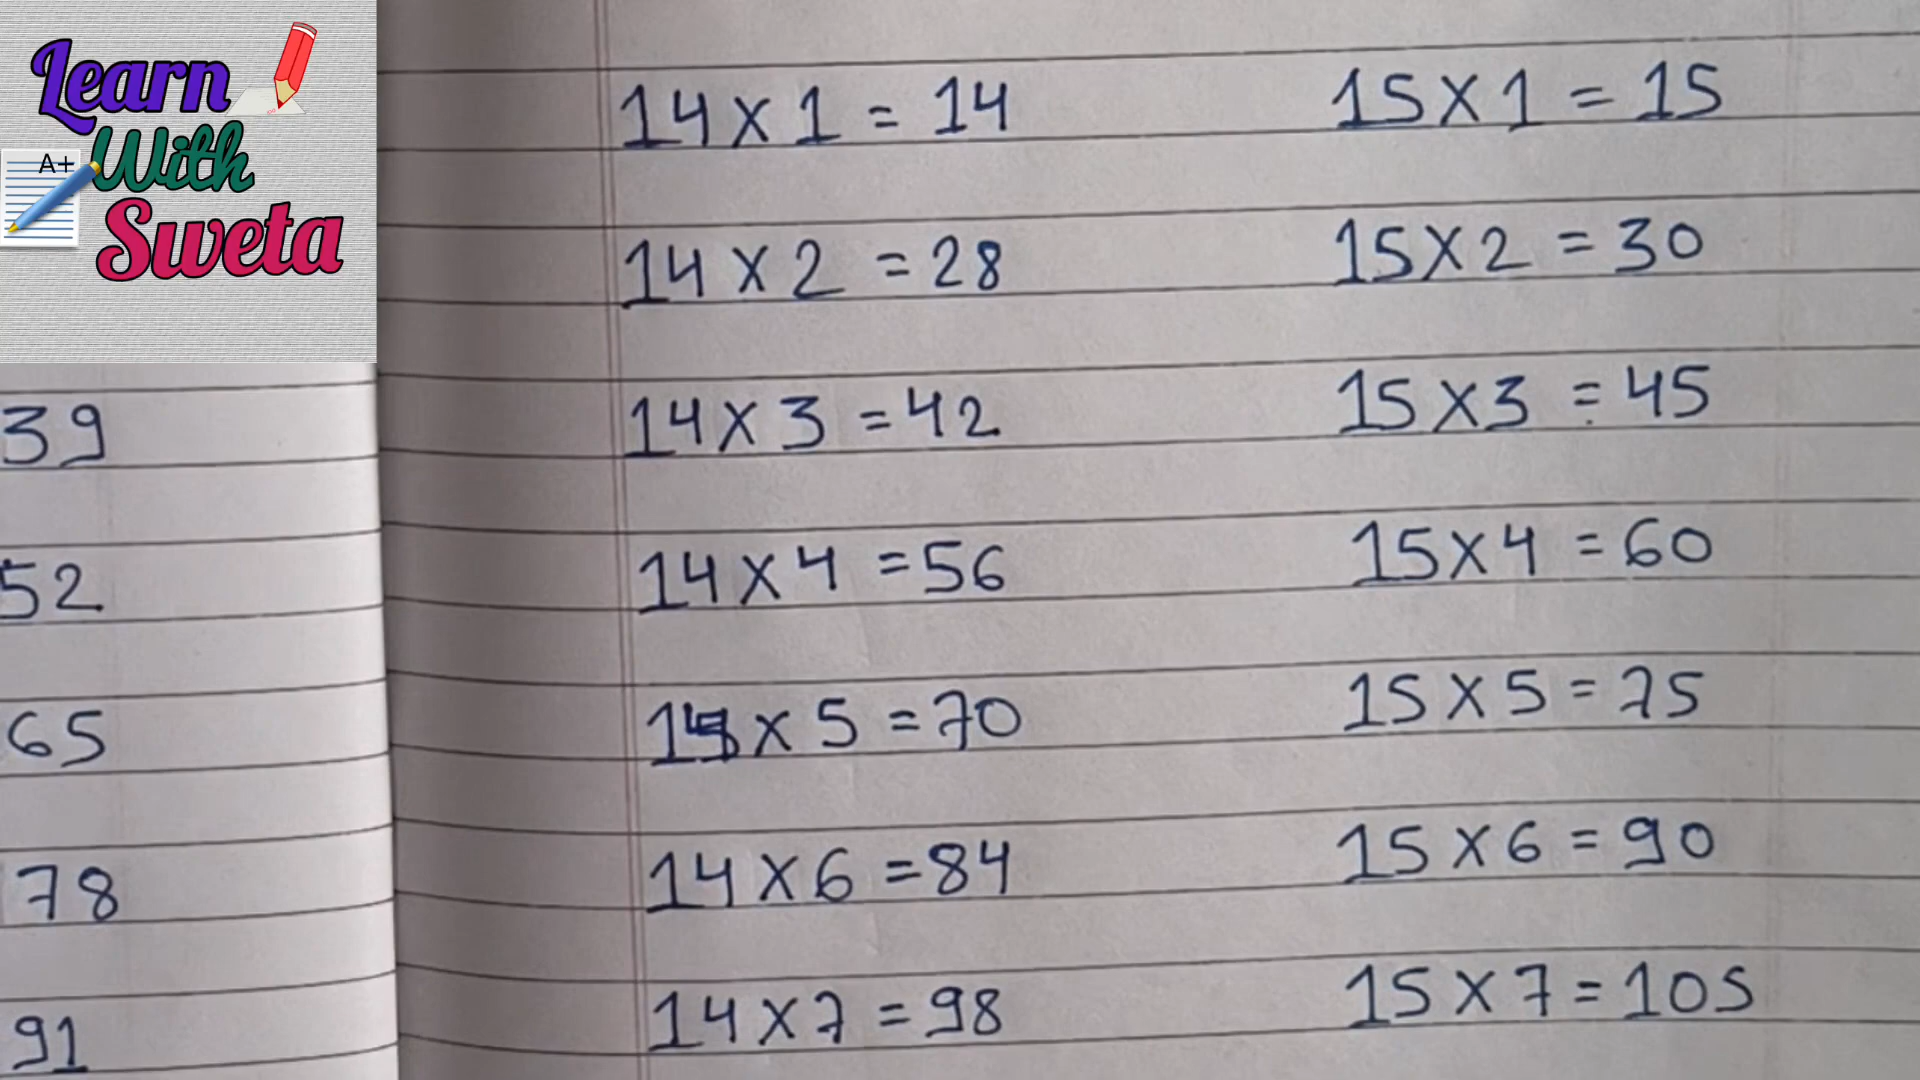 Learn
With
A+
Sweta
39
52
65
78
91
14 X 1 = 14
14 X 2 = 28
14 X 3 = 42
14 X 4 = 56
14 X 5 = 70
14 X 6 = 84
14 X 7 = 98
15 X 1 = 15
15 X 2 = 30
15 X 3 = 45
15 X 4 = 60
15 X 5 = 75
15 X 6 = 90
15 X 7 = 105